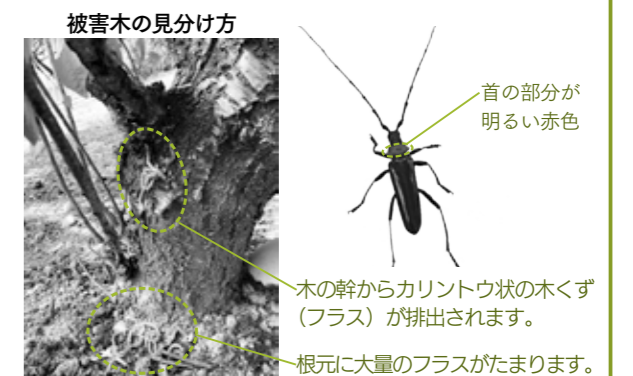 被害木の見分け方
首の部分が
明るい赤色
木の幹からカリントウ状の木くず
（フラス）が排出されます。
根元に大量のフラスがたまります。